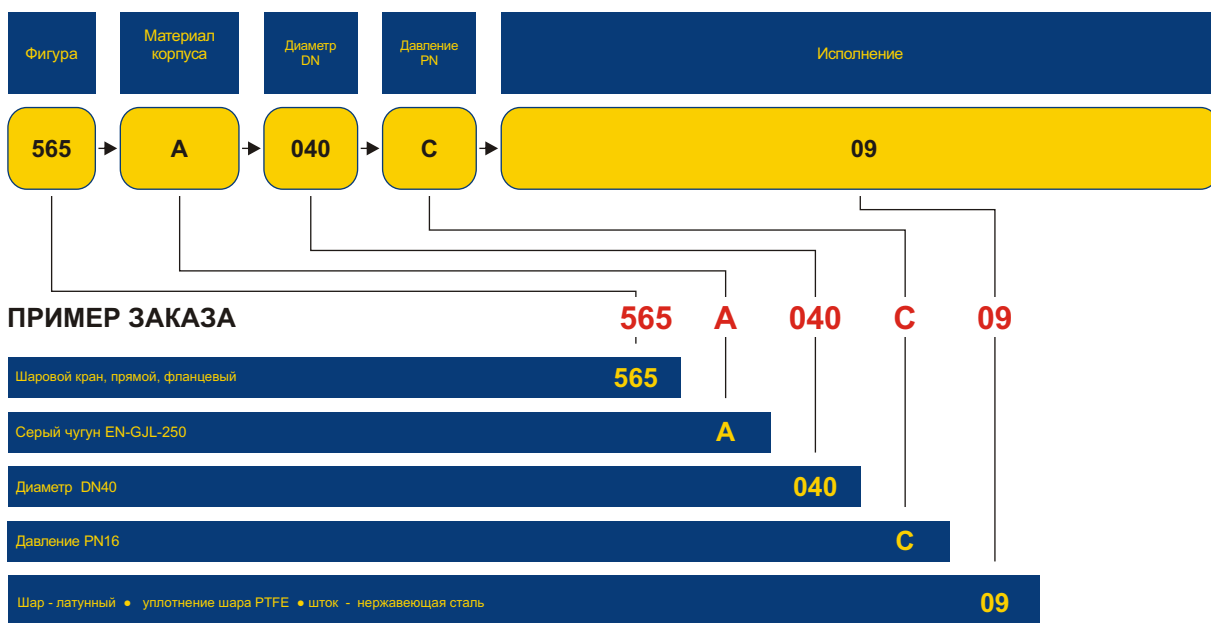 Фигура
Материал
корпуса
Диаметр
DN
Давление
PN
Исполнение
565
A
040
C
09
ПРИМЕР ЗАКАЗА
565 A 040 C 09
Шаровой кран, прямой, фланцевый 565
Серый чугун EN-GJL-250 A
Диаметр DN40 040
Давление PN16 C
Шар - латунный ● уплотнение шара PTFE ● шток - нержавеющая сталь 09